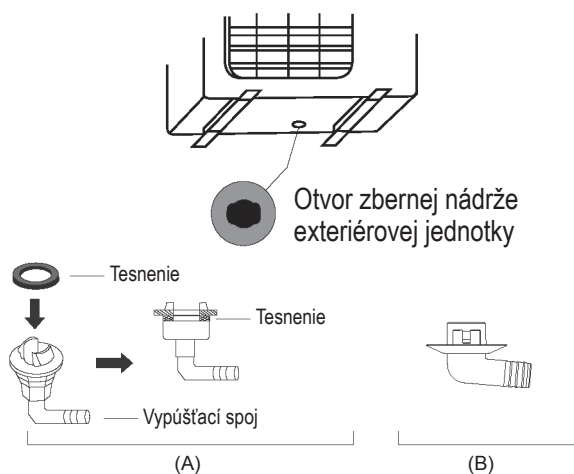 Otvor zbernej nádrže
exteriérovej jednotky
Tesnenie
Tesnenie
Vypúšťací spoj
(A)
(B)